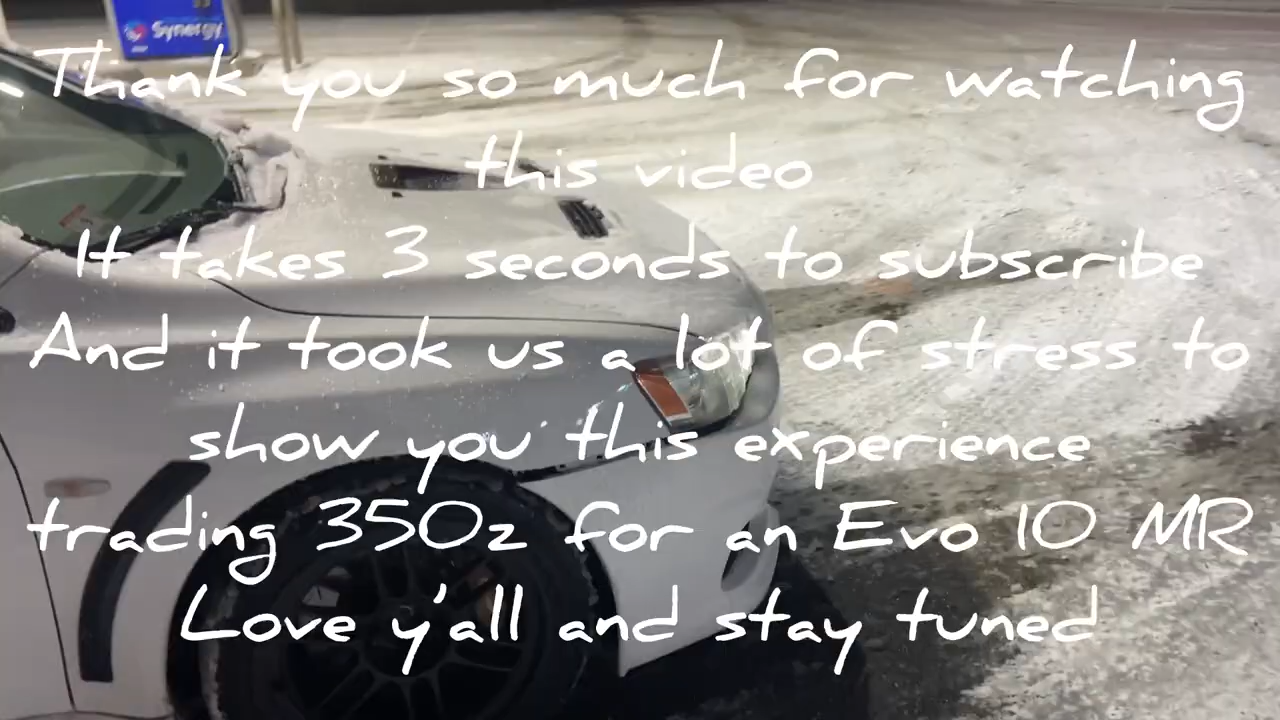 Synergy
Thank you so much for watching
this video
It takes 3 seconds to subscribe
And it took us a lot of stress to
show you this experience
trading 350z for an Evo 10 MR
Love y'all and stay tuned